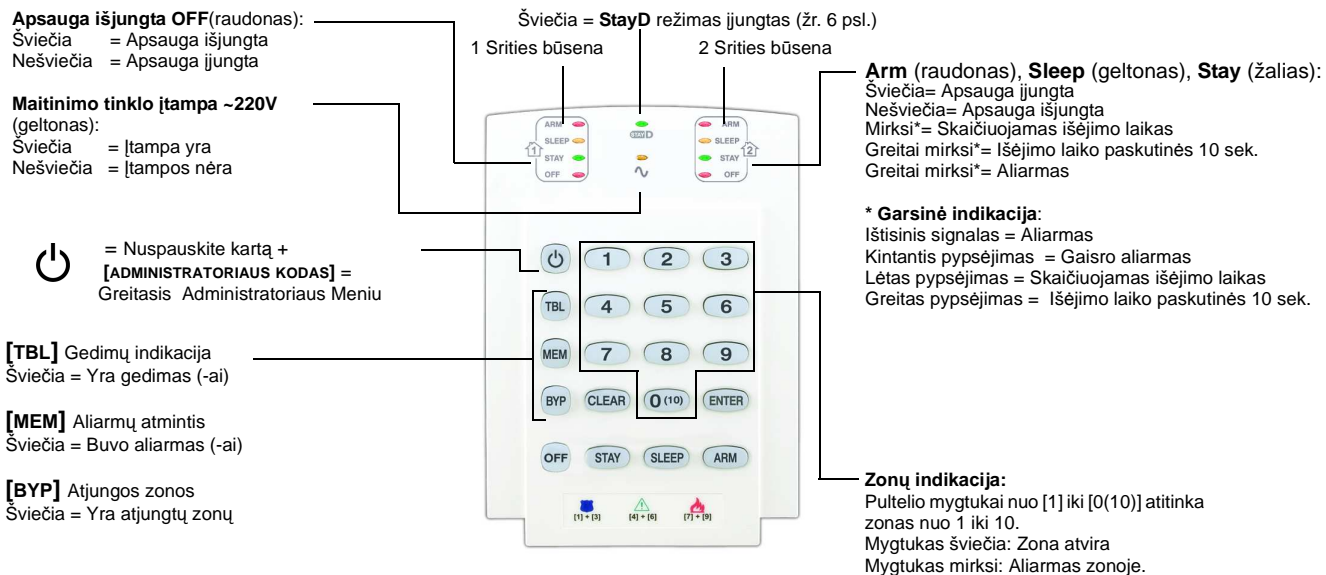 Apsauga išjungta OFF(raudonas):
Šviečia = Apsauga išjungta
Nešviečia = Apsauga įjungta
Maitinimo tinklo įtampa ~220V
(geltonas):
Šviečia = Įtampa yra
Nešviečia = Įtampos nėra
= Nuspauskite kartą +
[ADMINISTRATORIAUS KODAS] =
Greitasis Administratoriaus Meniu
[TBL] Gedimų indikacija
Šviečia = Yra gedimas (-ai)
[MEM] Aliarmų atmintis
Šviečia = Buvo aliarmas (-ai)
[BYP] Atjungos zonos
Šviečia = Yra atjungtų zonų
Šviečia = StayD režimas įjungtas (žr. 6 psl.)
1 Srities būsena
2 Srities būsena
ARM
SLEEP
STAY
OFF
1
STAY D
ARM
SLEEP
STAY
OFF
2
1 2 3
TBL 4 5 6
MEM 7 8 9
BYP CLEAR 0 (10) ENTER
OFF STAY SLEEP ARM
[1] + [3] [4] + [6] [7] + [9]
Arm (raudonas), Sleep (geltonas), Stay (žalias):
Šviečia= Apsauga įjungta
Nešviečia= Apsauga išjungta
Mirksi*= Skaičiuojamas išėjimo laikas
Greitai mirksi*= Išėjimo laiko paskutinės 10 sek.
Greitai mirksi*= Aliarmas
* Garsinė indikacija:
Ištisinis signalas = Aliarmas
Kintantis pypsėjimas = Gaisro aliarmas
Lėtas pypsėjimas = Skaičiuojamas išėjimo laikas
Greitas pypsėjimas = Išėjimo laiko paskutinės 10 sek.
Zonų indikacija:
Pultelio mygtukai nuo [1] iki [0(10)] atitinka
zonas nuo 1 iki 10.
Mygtukas šviečia: Zona atvira
Mygtukas mirksi: Aliarmas zonoje.